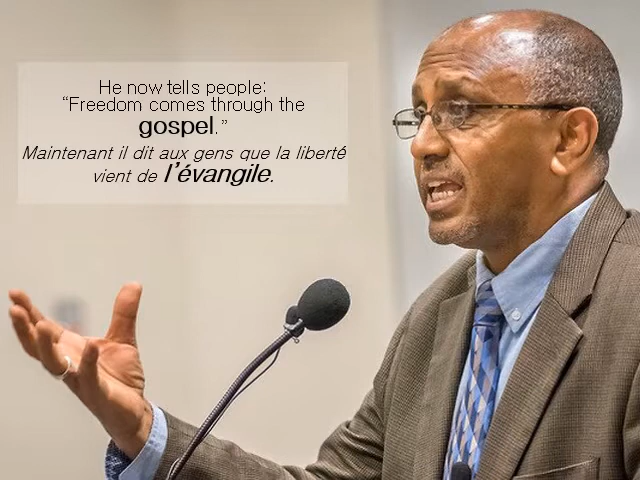 He now tells people:
“Freedom comes through the
gospel.”
Maintenant il dit aux gens que la liberté
vient de l’évangile.